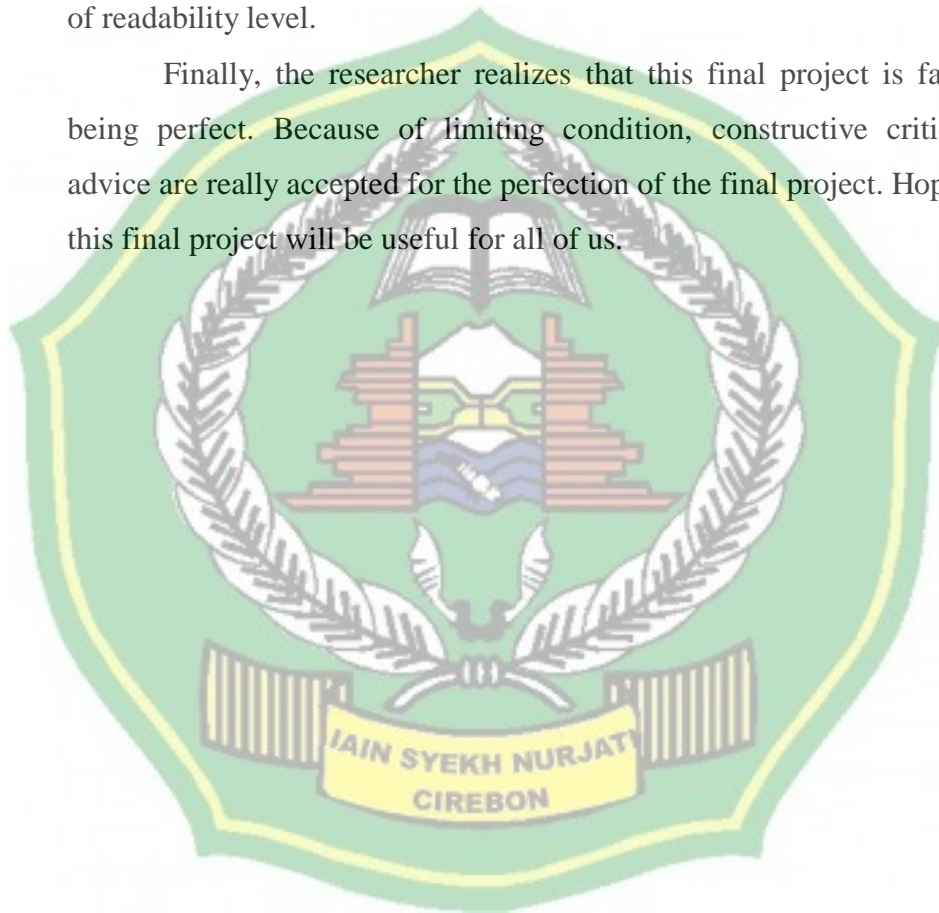 of readability level.
Finally, the researcher realizes that this final project is fa
being perfect. Because of limiting condition, constructive criti
advice are really accepted for the perfection of the final project. Hop
this final project will be useful for all of us.
IAIN SYEKH NURJATI
CIREBON